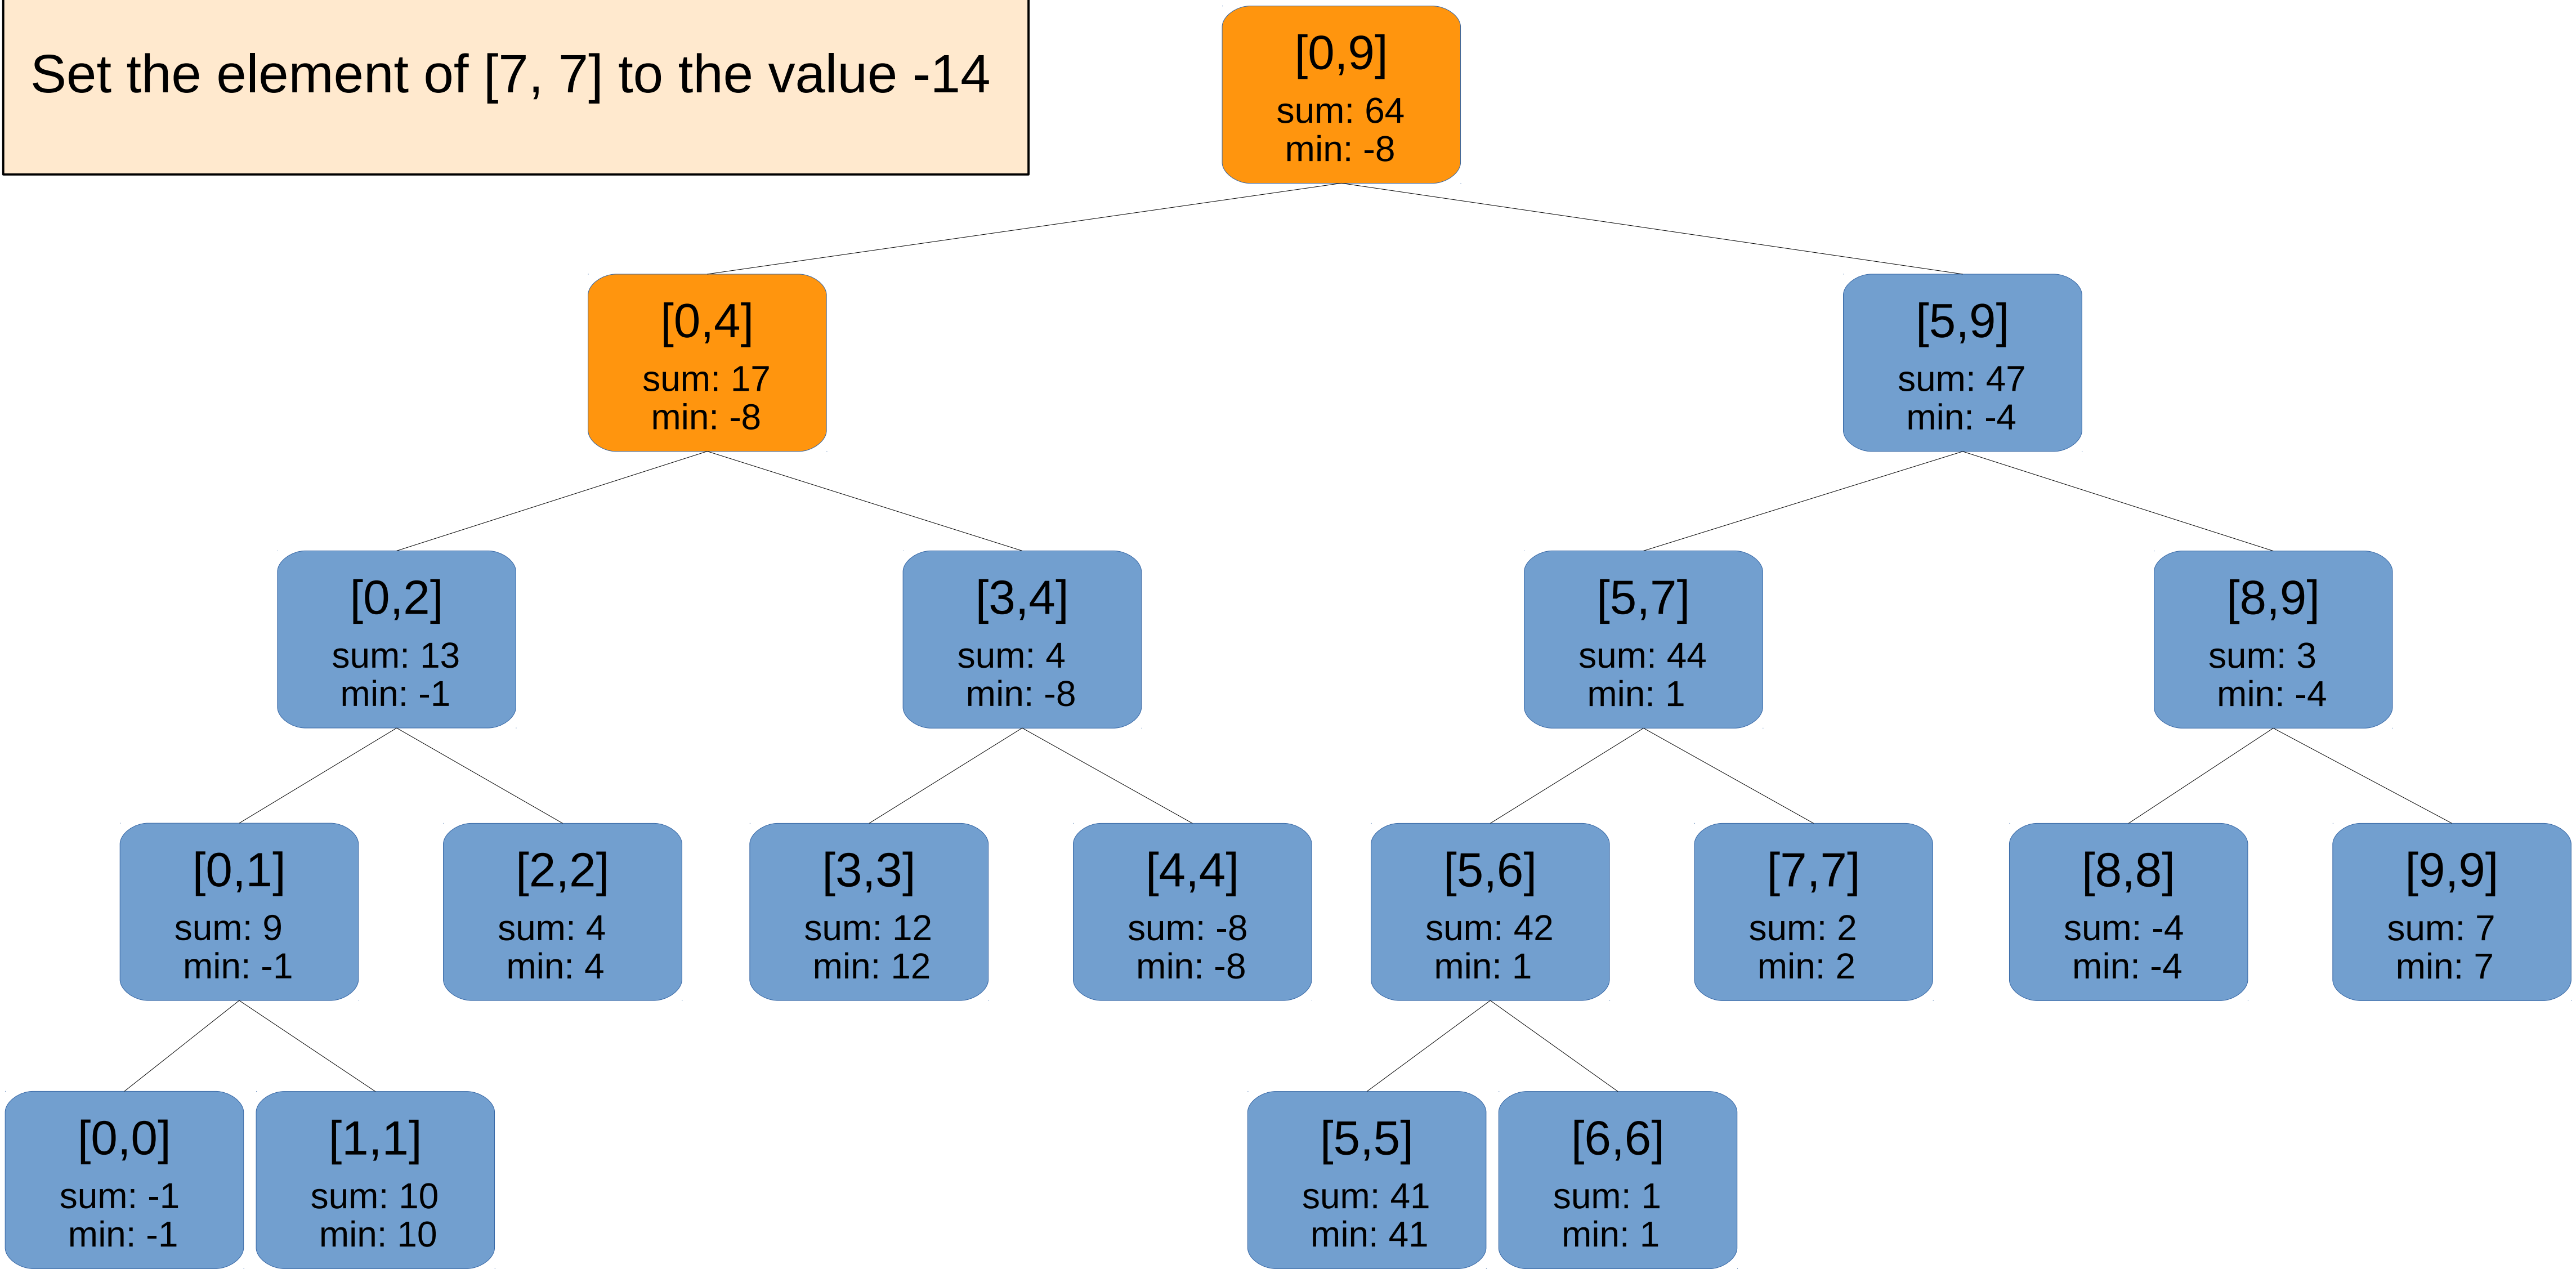 Set the element of [7, 7] to the value -14
[0,9]
sum: 64
min: -8
[0,4]
sum: 17
min: -8
[5,9]
sum: 47
min: -4
[0,2]
sum: 13
min: -1
[3,4]
sum: 4
min: -8
[5,7]
sum: 44
min: 1
[8,9]
sum: 3
min: -4
[0,1]
sum: 9
min: -1
[2,2]
sum: 4
min: 4
[3,3]
sum: 12
min: 12
[4,4]
sum: -8
min: -8
[5,6]
sum: 42
min: 1
[7,7]
sum: 2
min: 2
[8,8]
sum: -4
min: -4
[9,9]
sum: 7
min: 7
[0,0]
sum: -1
min: -1
[1,1]
sum: 10
min: 10
[5,5]
sum: 41
min: 41
[6,6]
sum: 1
min: 1